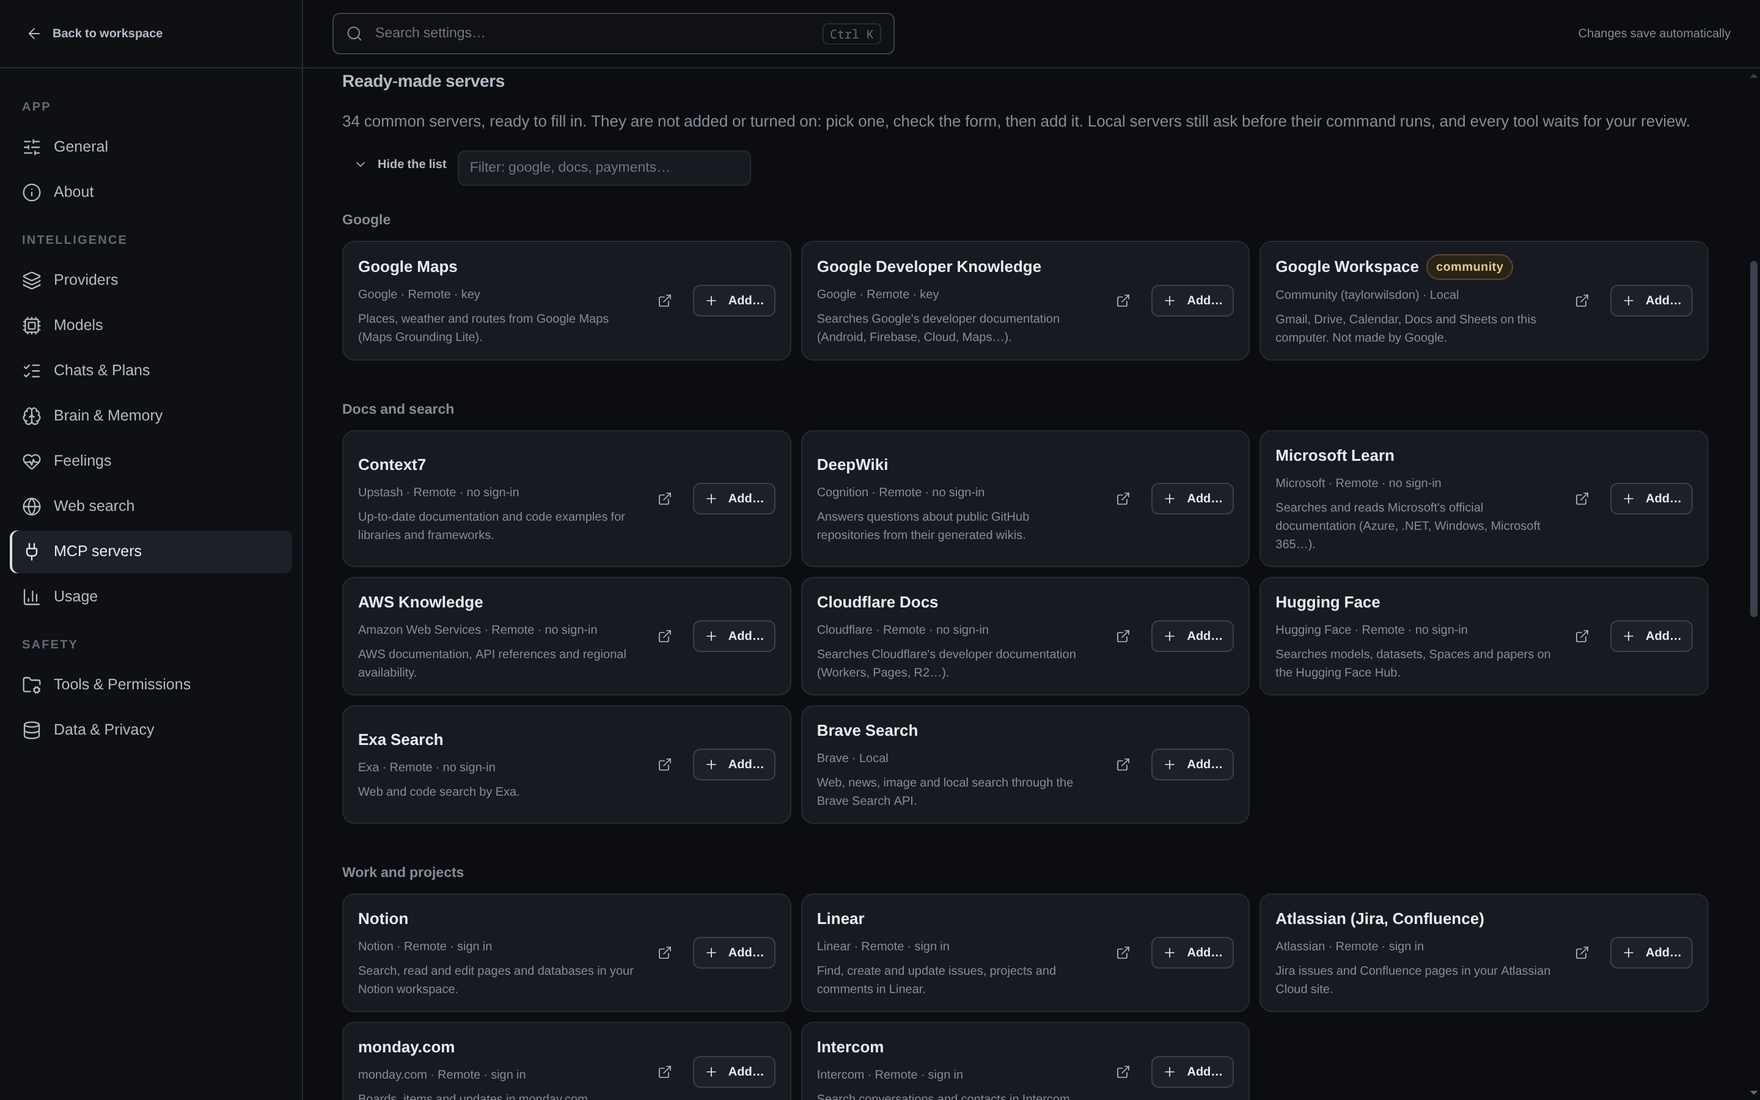 Back to workspace
Search settings…
Ctrl K
Changes save automatically
APP
General
About
INTELLIGENCE
Providers
Models
Chats & Plans
Brain & Memory
Feelings
Web search
MCP servers
Usage
SAFETY
Tools & Permissions
Data & Privacy
Ready-made servers
34 common servers, ready to fill in. They are not added or turned on: pick one, check the form, then add it. Local servers still ask before their command runs, and every tool waits for your review.
Hide the list
Filter: google, docs, payments…
Google
Google Maps
Google · Remote · key
Places, weather and routes from Google Maps
(Maps Grounding Lite).
Add…
Google Developer Knowledge
Google · Remote · key
Searches Google's developer documentation
(Android, Firebase, Cloud, Maps…).
Add…
Google Workspace
community
Community (taylorwilsdon) · Local
Gmail, Drive, Calendar, Docs and Sheets on this
computer. Not made by Google.
Add…
Docs and search
Context7
Upstash · Remote · no sign-in
Up-to-date documentation and code examples for
libraries and frameworks.
Add…
DeepWiki
Cognition · Remote · no sign-in
Answers questions about public GitHub
repositories from their generated wikis.
Add…
Microsoft Learn
Microsoft · Remote · no sign-in
Searches and reads Microsoft's official
documentation (Azure, .NET, Windows, Microsoft
365…).
Add…
AWS Knowledge
Amazon Web Services · Remote · no sign-in
AWS documentation, API references and regional
availability.
Add…
Cloudflare Docs
Cloudflare · Remote · no sign-in
Searches Cloudflare's developer documentation
(Workers, Pages, R2…).
Add…
Hugging Face
Hugging Face · Remote · no sign-in
Searches models, datasets, Spaces and papers on
the Hugging Face Hub.
Add…
Exa Search
Exa · Remote · no sign-in
Web and code search by Exa.
Add…
Brave Search
Brave · Local
Web, news, image and local search through the
Brave Search API.
Add…
Work and projects
Notion
Notion · Remote · sign in
Search, read and edit pages and databases in your
Notion workspace.
Add…
Linear
Linear · Remote · sign in
Find, create and update issues, projects and
comments in Linear.
Add…
Atlassian (Jira, Confluence)
Atlassian · Remote · sign in
Jira issues and Confluence pages in your Atlassian
Cloud site.
Add…
monday.com
monday.com · Remote · sign in
Boards, items and updates in monday.com.
Add…
Intercom
Intercom · Remote · sign in
Search conversations and contacts in Intercom
Add…